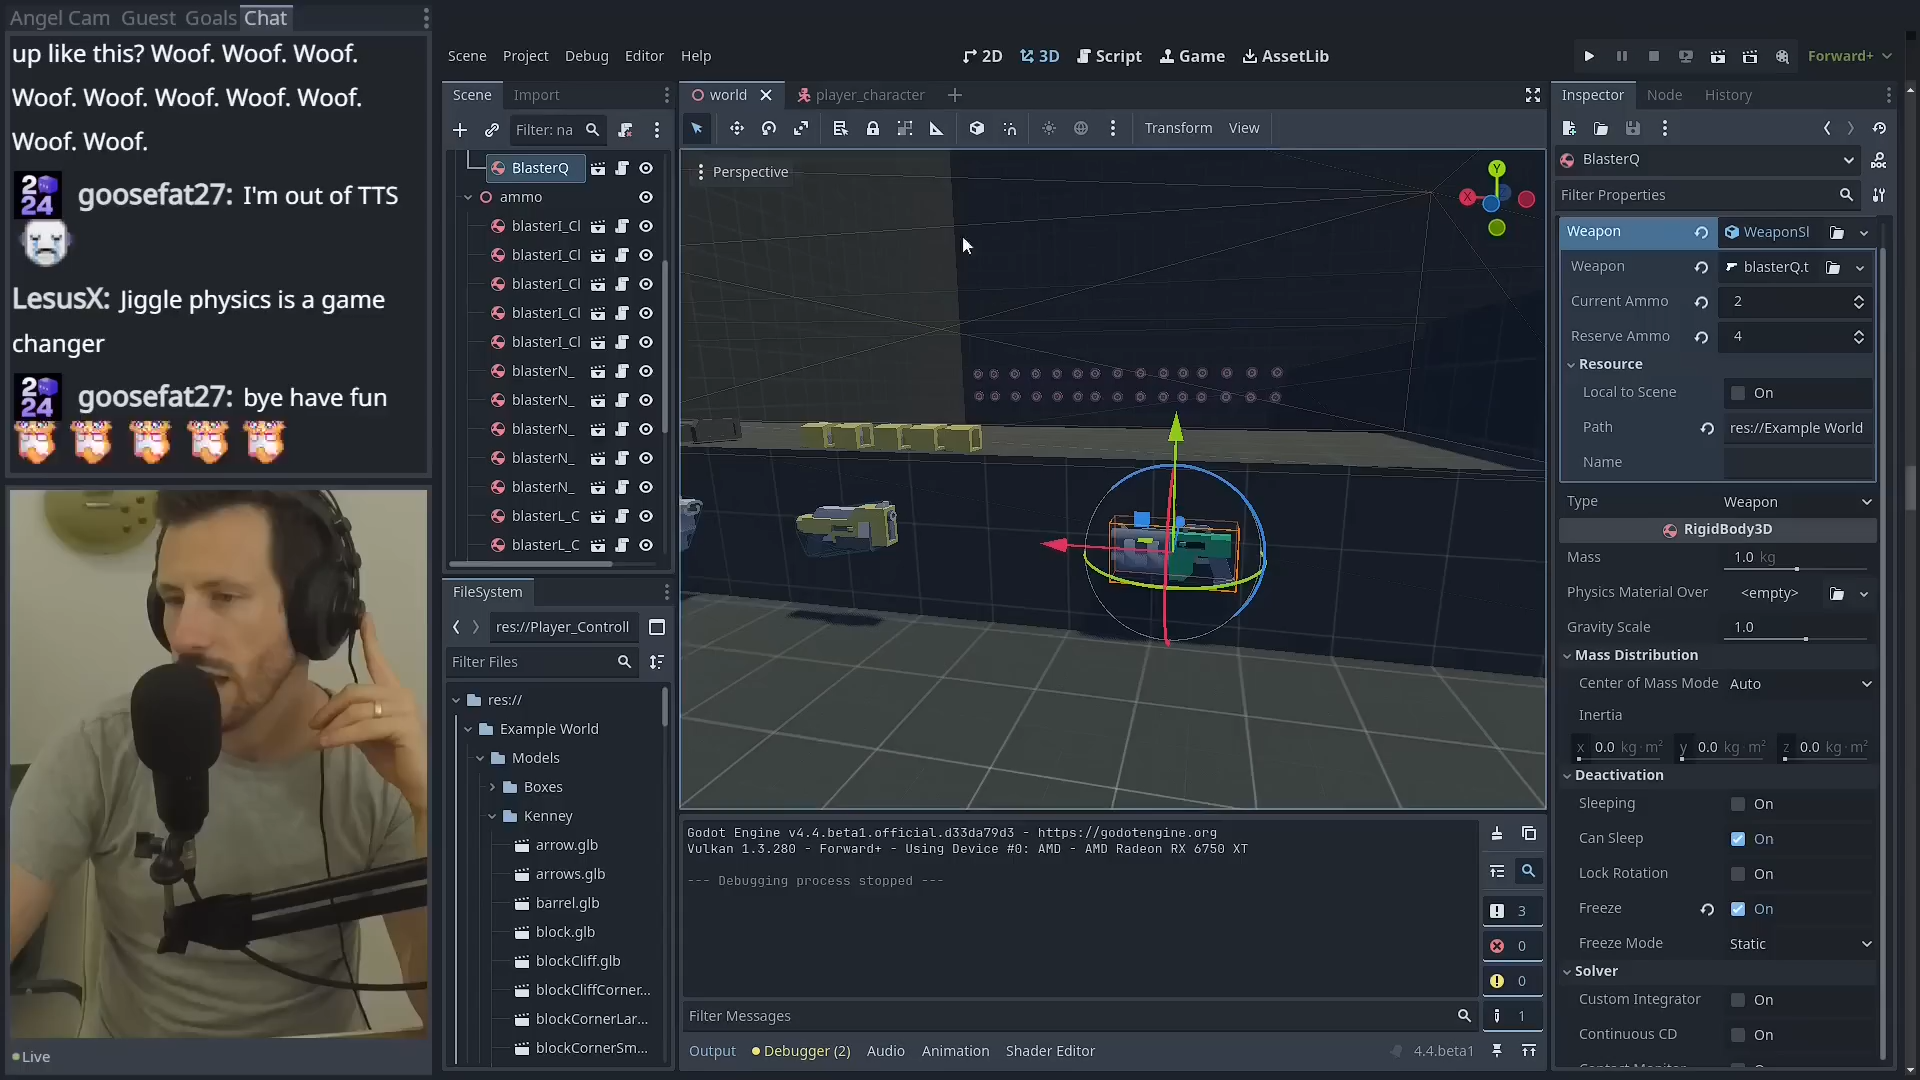 Angel Cam Guest Goals Chat
up like this? Woof. Woof. Woof.
Woof. Woof. Woof. Woof. Woof.
Woof. Woof.
goosefat27: I'm out of TTS
LesusX: Jiggle physics is a game
changer
goosefat27: bye have fun
Live
Scene Project Debug Editor Help
2D 3D Script Game AssetLib
Forward+
Scene Import
Filter: na
BlasterQ
ammo
blasterI_Cl
blasterI_Cl
blasterI_Cl
blasterI_Cl
blasterI_Cl
blasterN_
blasterN_
blasterN_
blasterN_
blasterN_
blasterL_C
blasterL_C
FileSystem
res://Player_Controll
Filter Files
res://
Example World
Models
Boxes
Kenney
arrow.glb
arrows.glb
barrel.glb
block.glb
blockCliff.glb
blockCliffCorner...
blockCornerLar...
blockCornerSm...
world player_character
Transform View
Perspective
X Y
Godot Engine v4.4.beta1.official.d33da79d3 - https://godotengine.org
Vulkan 1.3.280 - Forward+ - Using Device #0: AMD - AMD Radeon RX 6750 XT
--- Debugging process stopped ---
3
0
0
1
Filter Messages
Output Debugger (2) Audio Animation Shader Editor 4.4.beta1
Inspector Node History
BlasterQ
Filter Properties
Weapon WeaponSl
Weapon blasterQ.t
Current Ammo 2
Reserve Ammo 4
Resource
Local to Scene On
Path res://Example World
Name
Type Weapon
RigidBody3D
Mass 1.0 kg
Physics Material Over <empty>
Gravity Scale 1.0
Mass Distribution
Center of Mass Mode Auto
Inertia
x 0.0 kg·m² y 0.0 kg·m² z 0.0 kg·m²
Deactivation
Sleeping On
Can Sleep On
Lock Rotation On
Freeze On
Freeze Mode Static
Solver
Custom Integrator On
Continuous CD On